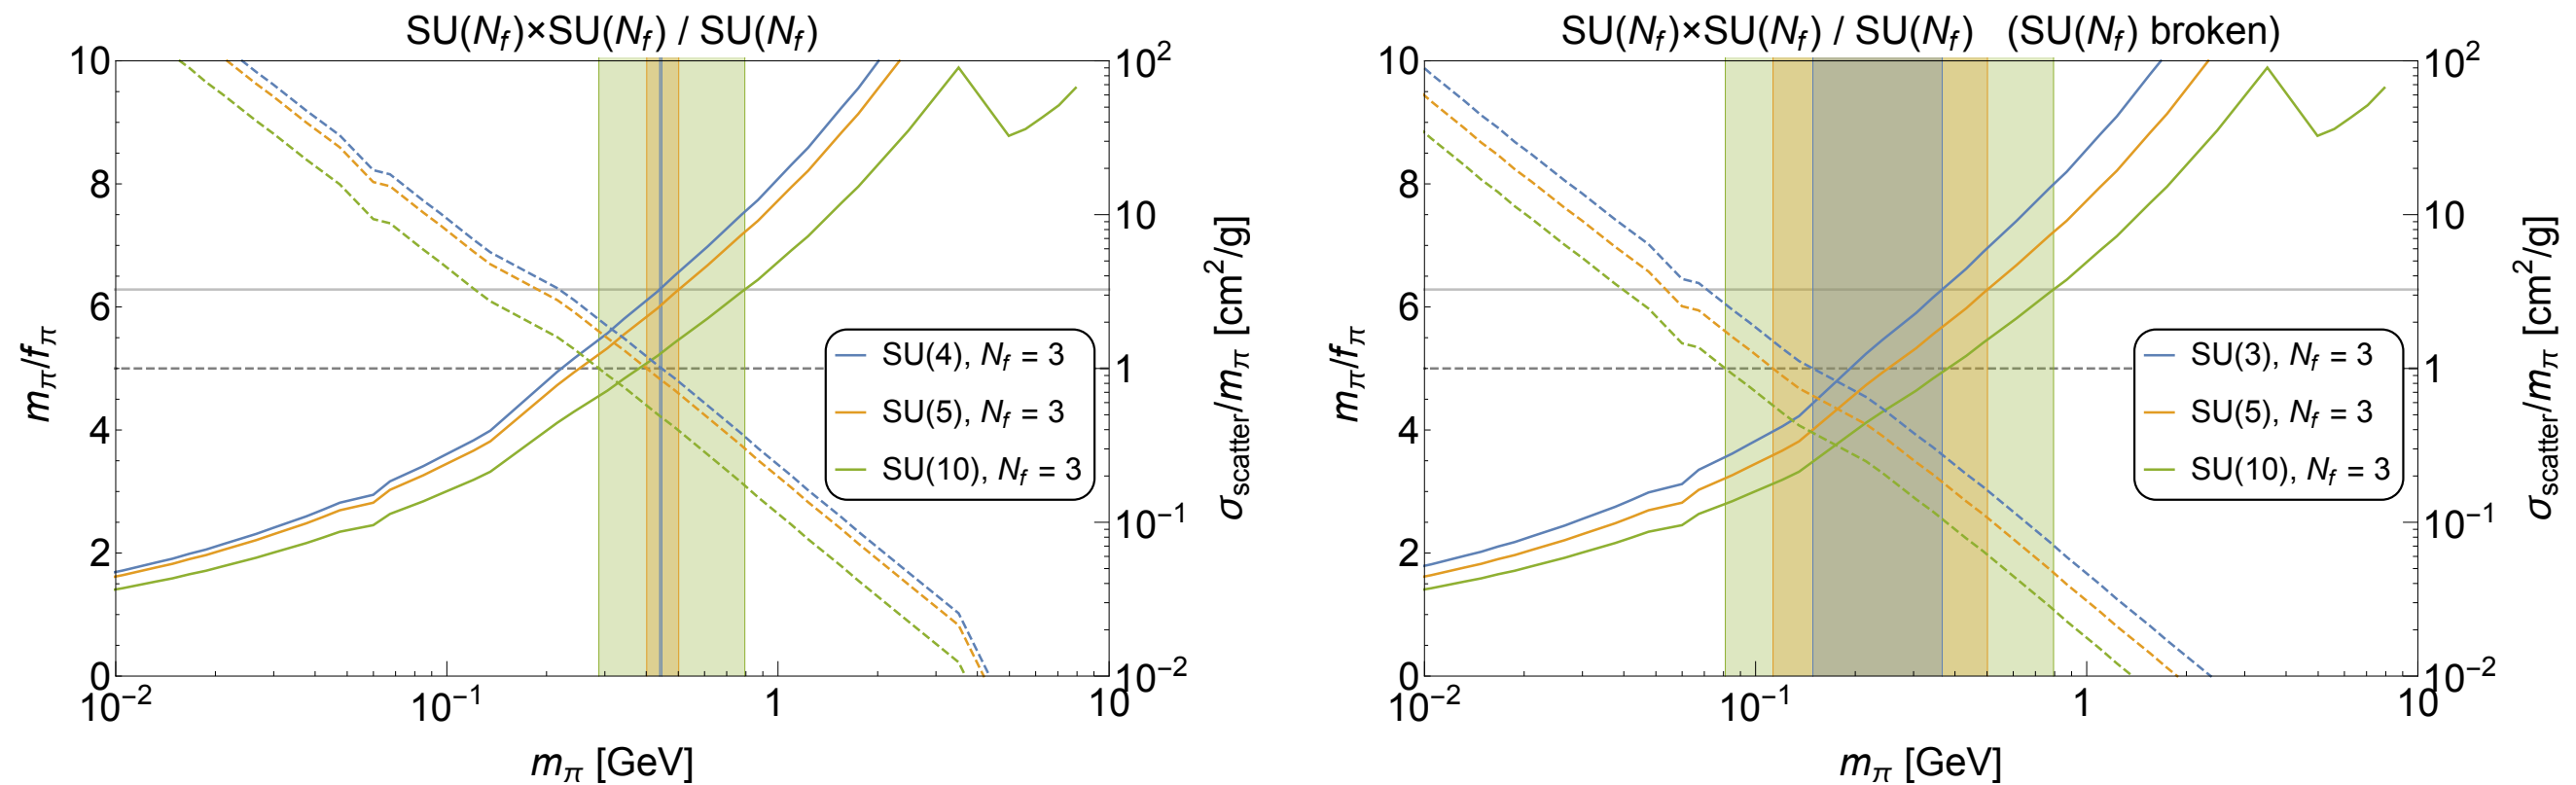 SU(N_f)×SU(N_f) / SU(N_f)
10
8
6
4
2
0
m_π/f_π
10^2
10
1
10^−1
10^−2
σ_scatter/m_π [cm^2/g]
SU(4), N_f = 3
SU(5), N_f = 3
SU(10), N_f = 3
10^−2
10^−1
1
10
m_π [GeV]
SU(N_f)×SU(N_f) / SU(N_f) (SU(N_f) broken)
10
8
6
4
2
0
m_π/f_π
10^2
10
1
10^−1
10^−2
σ_scatter/m_π [cm^2/g]
SU(3), N_f = 3
SU(5), N_f = 3
SU(10), N_f = 3
10^−2
10^−1
1
10
m_π [GeV]